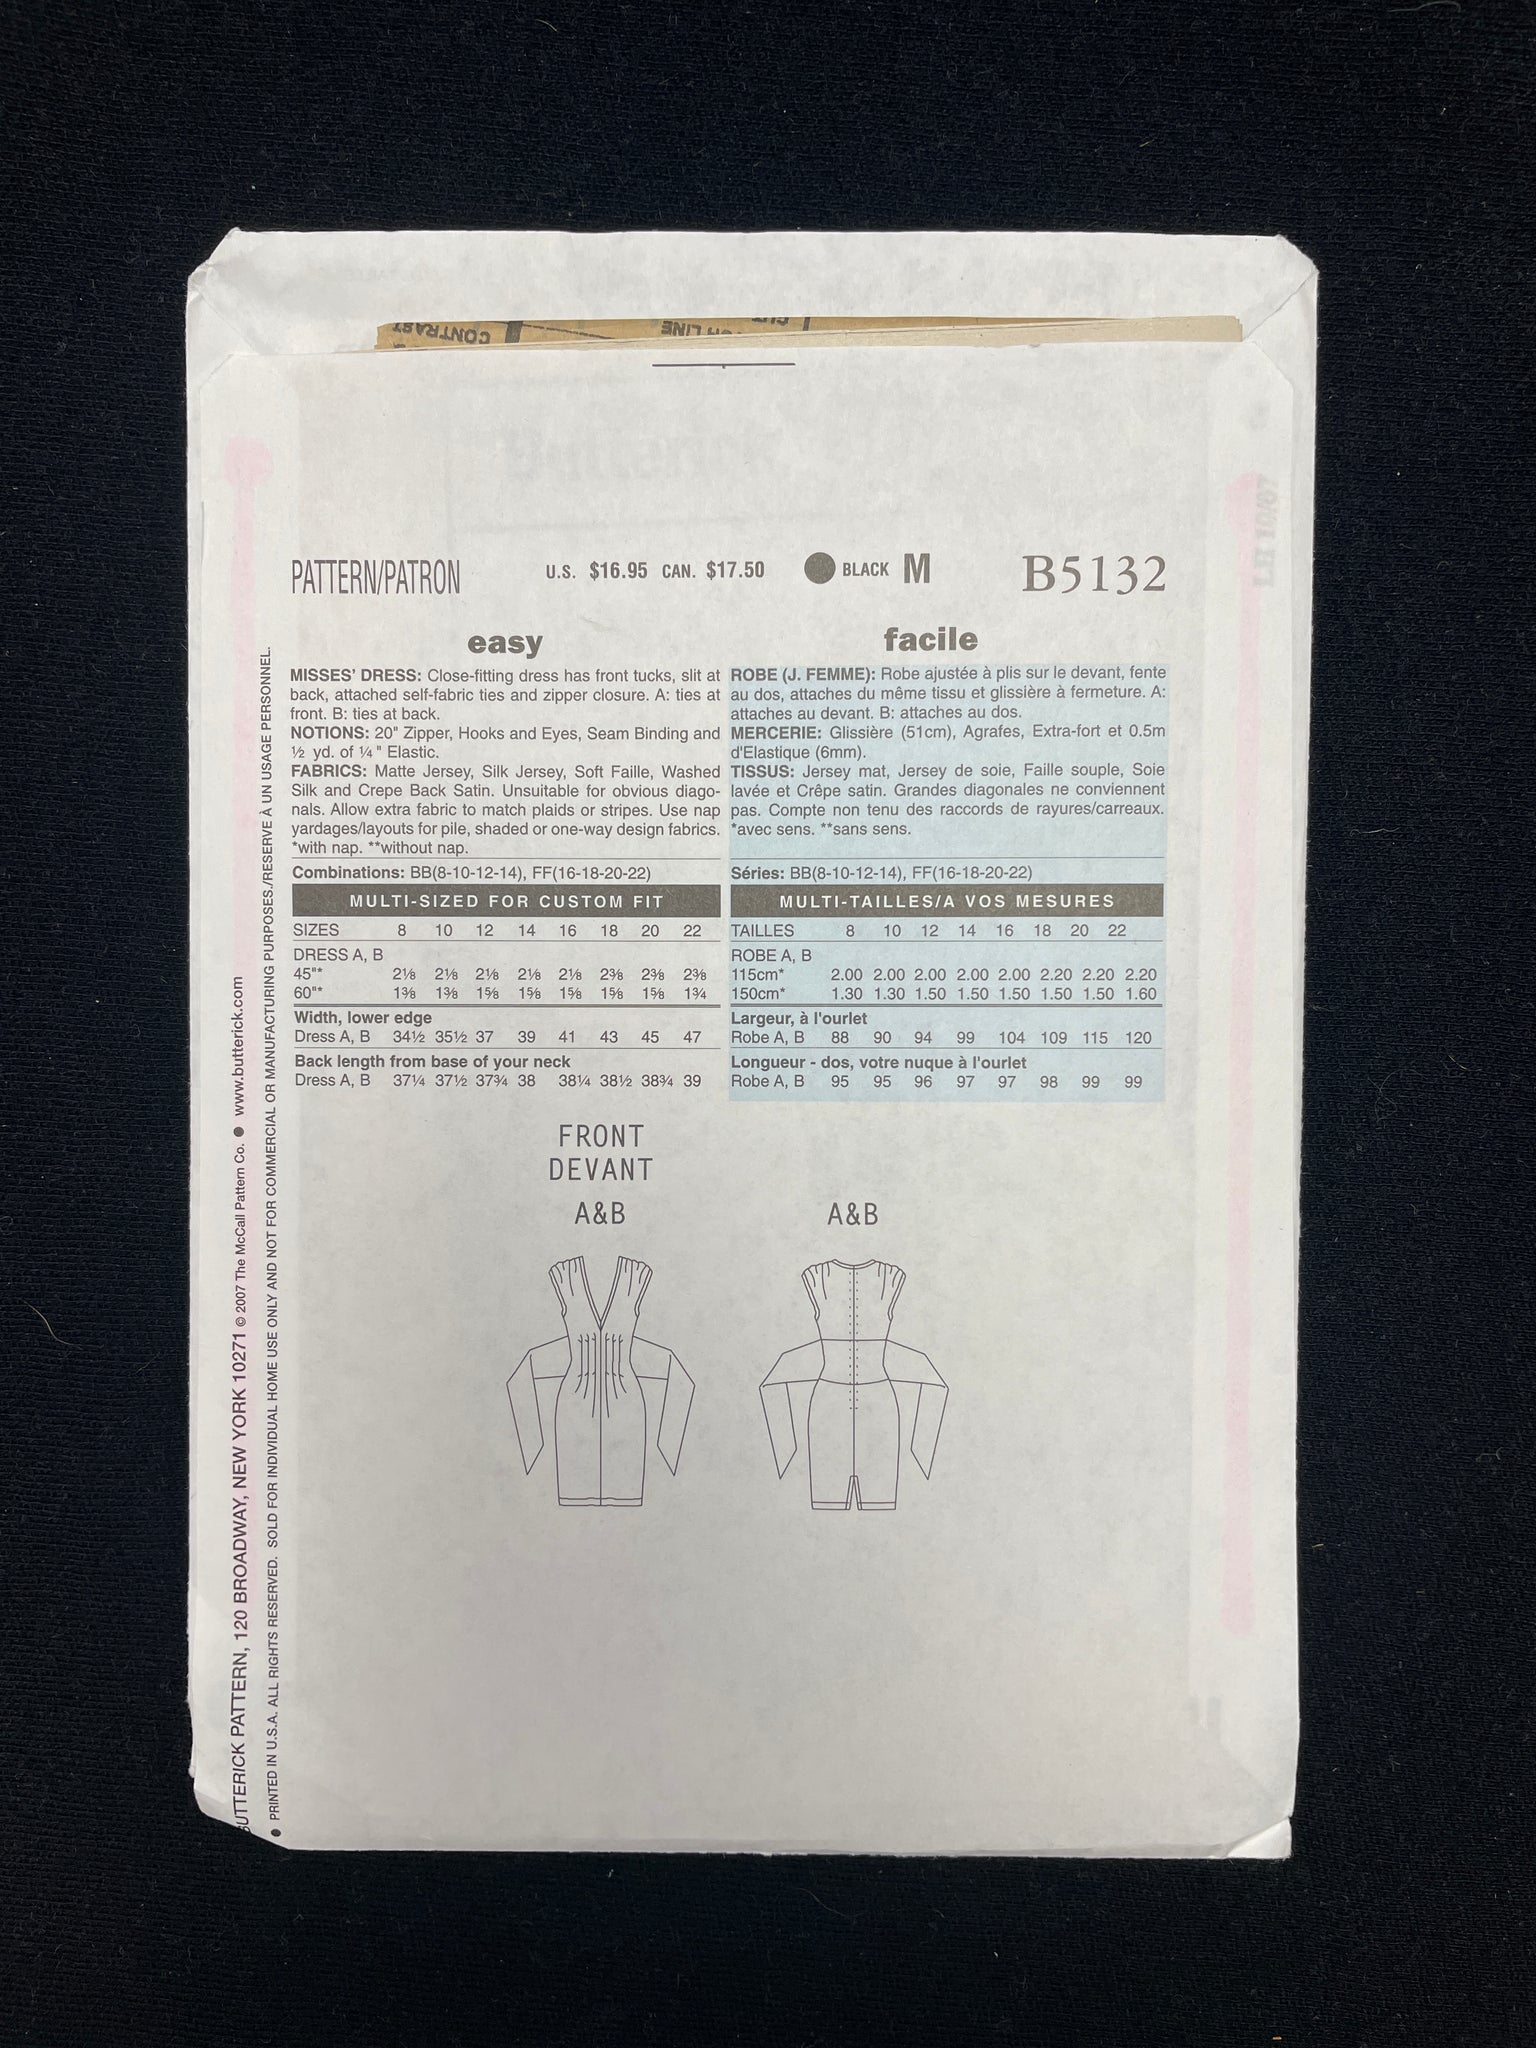 CONTRAST
LINE
PATTERN/PATRON U.S. $16.95 CAN. $17.50 BLACK M B5132
easy
MISSES' DRESS: Close-fitting dress has front tucks, slit at
back, attached self-fabric ties and zipper closure. A: ties at
front. B: ties at back.
NOTIONS: 20" Zipper, Hooks and Eyes, Seam Binding and
½ yd. of ¼" Elastic.
FABRICS: Matte Jersey, Silk Jersey, Soft Faille, Washed
Silk and Crepe Back Satin. Unsuitable for obvious diago-
nals. Allow extra fabric to match plaids or stripes. Use nap
yardages/layouts for pile, shaded or one-way design fabrics.
*with nap. **without nap.
Combinations: BB(8-10-12-14), FF(16-18-20-22)
MULTI-SIZED FOR CUSTOM FIT
SIZES 8 10 12 14 16 18 20 22
DRESS A, B
45"* 2⅛ 2⅛ 2⅛ 2⅛ 2⅛ 2⅜ 2⅜ 2⅜
60"* 1⅜ 1⅜ 1⅝ 1⅝ 1⅝ 1⅝ 1⅝ 1¾
Width, lower edge
Dress A, B 34½ 35½ 37 39 41 43 45 47
Back length from base of your neck
Dress A, B 37¼ 37½ 37¾ 38 38¼ 38½ 38¾ 39
facile
ROBE (J. FEMME): Robe ajustée à plis sur le devant, fente
au dos, attaches du même tissu et glissière à fermeture. A:
attaches au devant. B: attaches au dos.
MERCERIE: Glissière (51cm), Agrafes, Extra-fort et 0.5m
d'Elastique (6mm).
TISSUS: Jersey mat, Jersey de soie, Faille souple, Soie
lavée et Crêpe satin. Grandes diagonales ne conviennent
pas. Compte non tenu des raccords de rayures/carreaux.
*avec sens. **sans sens.
Séries: BB(8-10-12-14), FF(16-18-20-22)
MULTI-TAILLES/A VOS MESURES
TAILLES 8 10 12 14 16 18 20 22
ROBE A, B
115cm* 2.00 2.00 2.00 2.00 2.00 2.20 2.20 2.20
150cm* 1.30 1.30 1.50 1.50 1.50 1.50 1.50 1.60
Largeur, à l'ourlet
Robe A, B 88 90 94 99 104 109 115 120
Longueur - dos, votre nuque à l'ourlet
Robe A, B 95 95 96 97 97 98 99 99
FRONT
DEVANT
A&B
A&B
BUTTERICK PATTERN, 120 BROADWAY, NEW YORK 10271 © 2007 The McCall Pattern Co. ● www.butterick.com
● PRINTED IN U.S.A. ALL RIGHTS RESERVED. SOLD FOR INDIVIDUAL HOME USE ONLY AND NOT FOR COMMERCIAL OR MANUFACTURING PURPOSES./RESERVE À UN USAGE PERSONNEL.